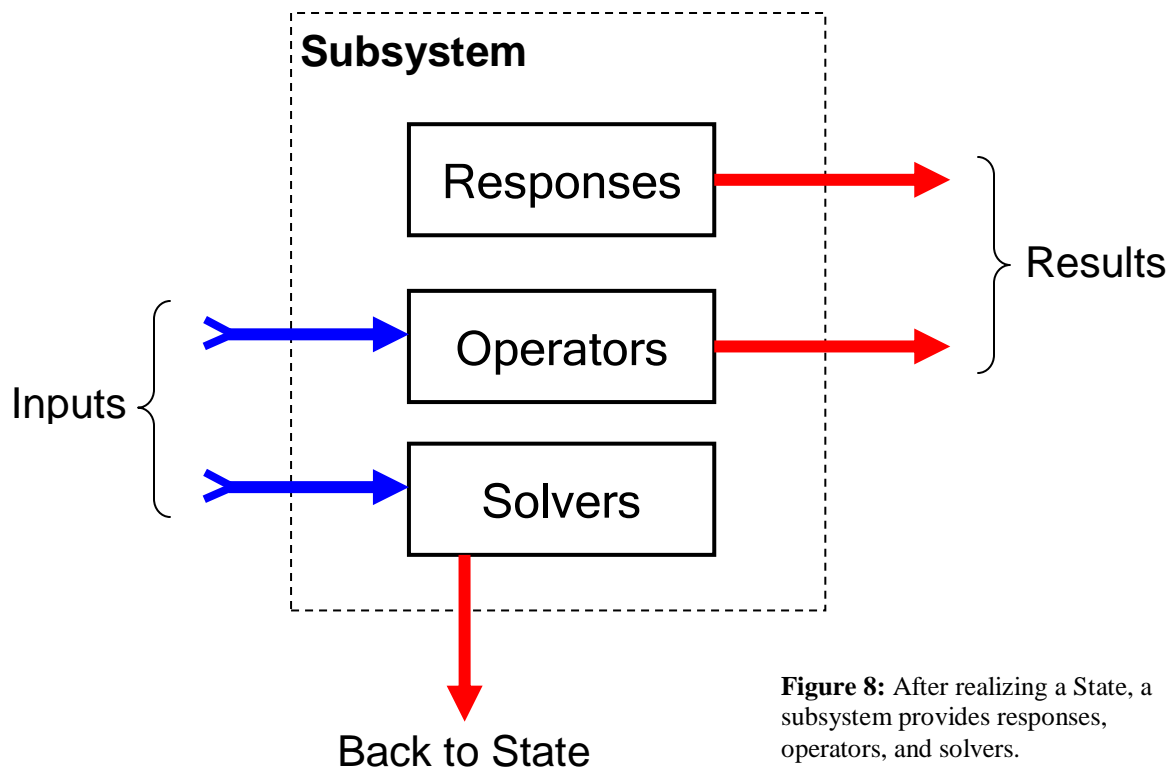 Subsystem
Responses
Results
Operators
Inputs
Solvers
Back to State
Figure 8: After realizing a State, a
subsystem provides responses,
operators, and solvers.